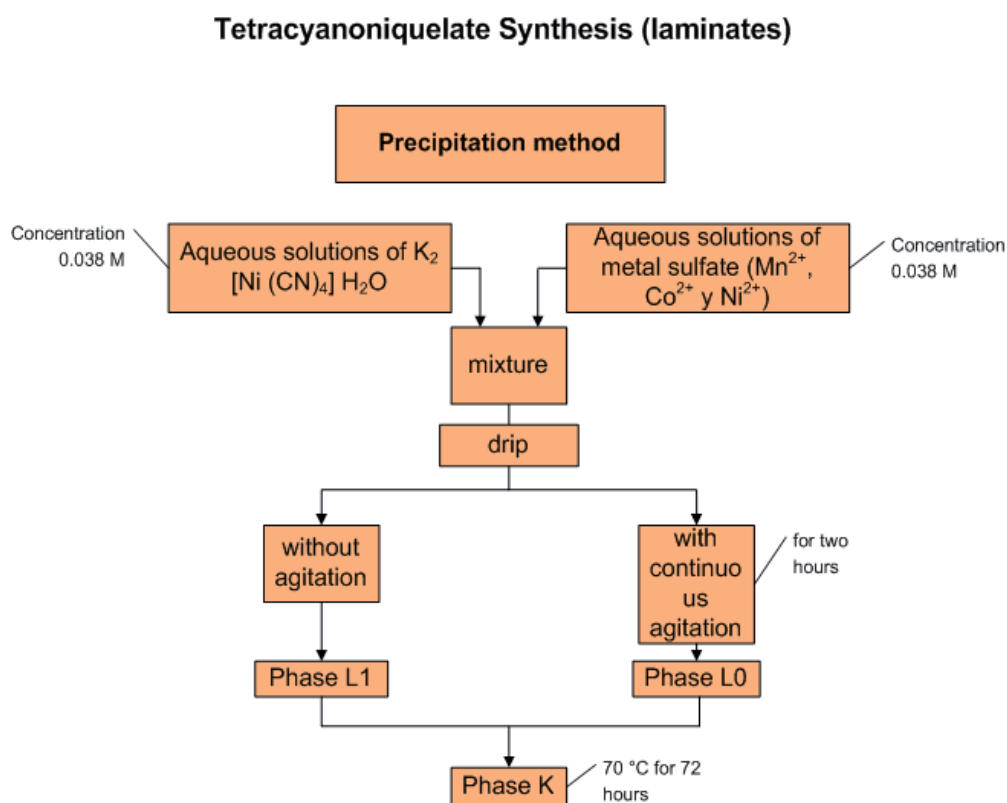 Tetracyanoniquelate Synthesis (laminates)
Precipitation method
Concentration
0.038 M
Aqueous solutions of K₂
[Ni (CN)₄] H₂O
Aqueous solutions of
metal sulfate (Mn²⁺,
Co²⁺ y Ni²⁺)
Concentration
0.038 M
mixture
drip
without
agitation
with
continuo
us
agitation
for two
hours
Phase L1
Phase L0
Phase K
70 °C for 72
hours